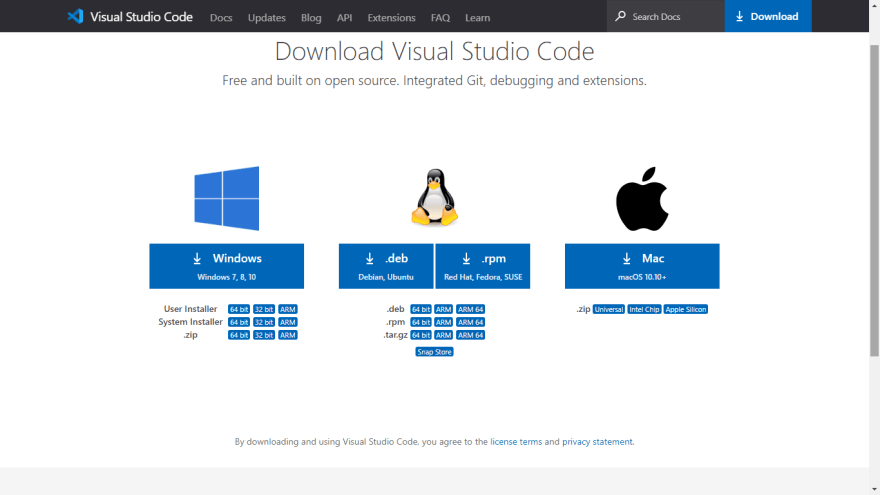 Visual Studio Code Docs Updates Blog API Extensions FAQ Learn Search Docs Download
Download Visual Studio Code
Free and built on open source. Integrated Git, debugging and extensions.
Windows
Windows 7, 8, 10
User Installer 64 bit 32 bit ARM
System Installer 64 bit 32 bit ARM
.zip 64 bit 32 bit ARM
.deb
Debian, Ubuntu
.rpm
Red Hat, Fedora, SUSE
.deb 64 bit ARM ARM 64
.rpm 64 bit ARM ARM 64
.tar.gz 64 bit ARM ARM 64
Snap Store
Mac
macOS 10.10+
.zip Universal Intel Chip Apple Silicon
By downloading and using Visual Studio Code, you agree to the license terms and privacy statement.